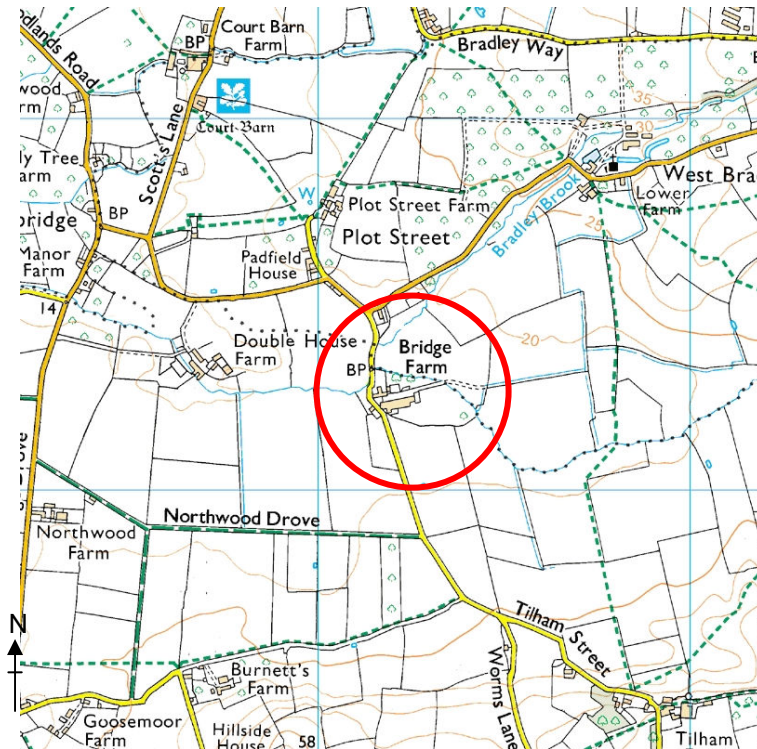 Court Barn
Farm
BP
Bradley Way
odlands Road
wood
rm
Court Barn
35
30
Scott's Lane
ly Tree
arm
W
West Bra
Lower
Farm
Plot Street Farm
Bradley Brook
BP
bridge
Plot Street
25
Manor
Farm
Padfield
House
14
20
Double House
Farm
Bridge
Farm
BP
rove
Northwood Drove
Northwood
Farm
N
Tilham Street
Burnett's
Farm
Worms Lane
Goosemoor
Farm
Hillside
House
58
Tilham